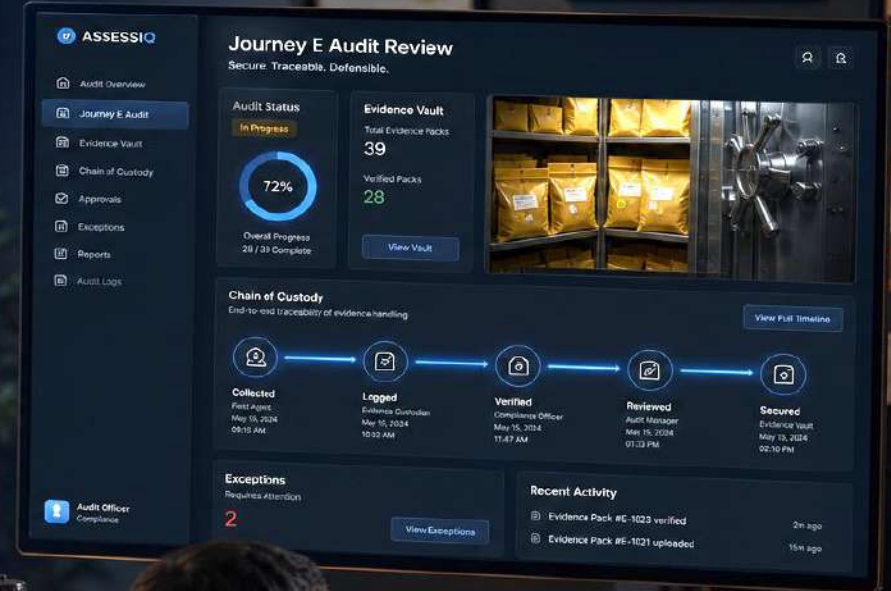 ASSESSIQ
Audit Overview
Journey E Audit
Evidence Vault
Chain of Custody
Approvals
Exceptions
Reports
Audit Logs
Audit Officer
Compliance
Journey E Audit Review
Secure. Traceable. Defensible.
Audit Status
In Progress
72%
Overall Progress
28 / 39 Complete
Evidence Vault
Total Evidence Packs
39
Verified Packs
28
View Vault
Chain of Custody
End-to-end traceability of evidence handling
View Full Timeline
Collected
Field Agent
May 15, 2024
09:15 AM
Logged
Evidence Custodian
May 15, 2024
10:32 AM
Verified
Compliance Officer
May 15, 2024
11:47 AM
Reviewed
Audit Manager
May 15, 2024
01:33 PM
Secured
Evidence Vault
May 15, 2024
02:10 PM
Exceptions
Requires Attention
2
View Exceptions
Recent Activity
Evidence Pack #E-1023 verified
2m ago
Evidence Pack #E-1021 uploaded
15m ago